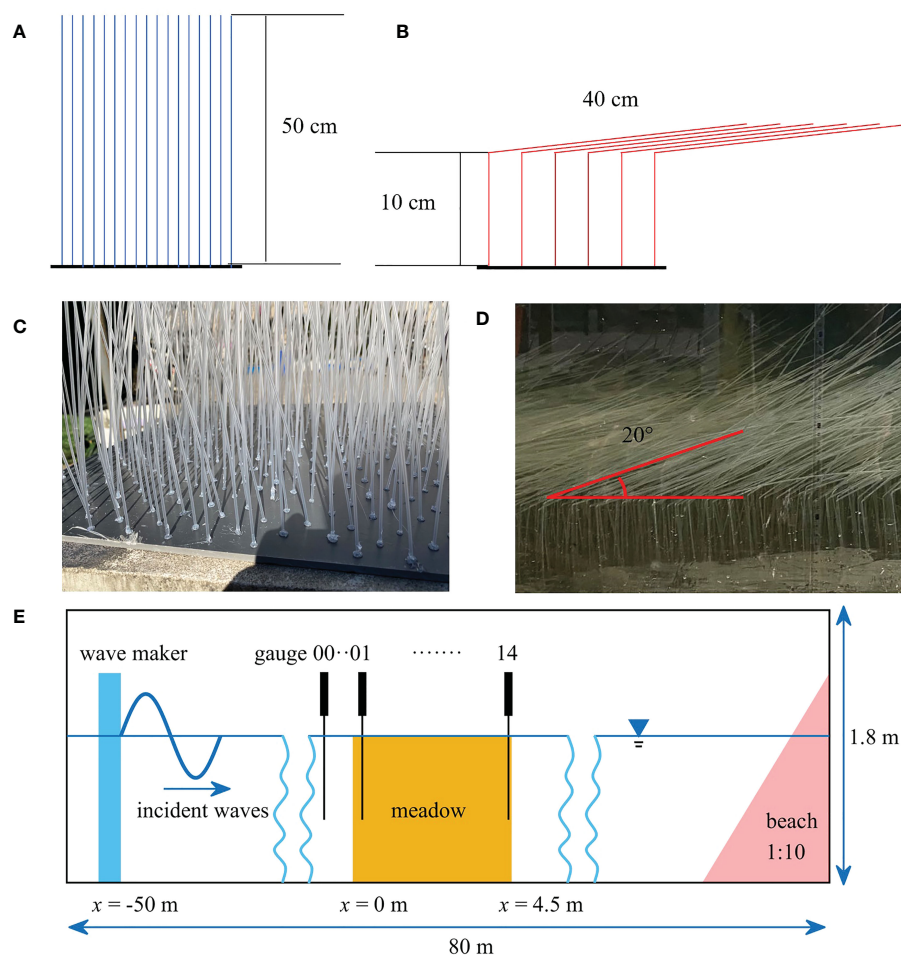 A
50 cm
B
40 cm
10 cm
C
D
20°
E
wave maker
gauge 00··01 ······· 14
1.8 m
incident waves
meadow
beach
1:10
x = -50 m
x = 0 m
x = 4.5 m
80 m